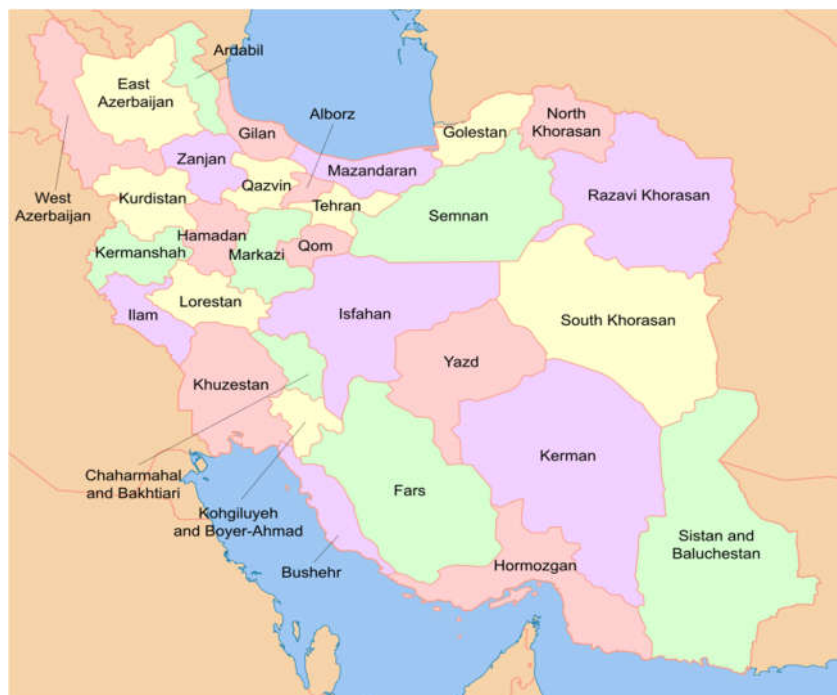 Ardabil
East
Azerbaijan
Gilan
Alborz
Golestan
North
Khorasan
Zanjan
Mazandaran
West
Azerbaijan
Qazvin
Razavi Khorasan
Kurdistan
Tehran
Semnan
Hamadan
Kermanshah
Markazi
Qom
Ilam
Lorestan
Isfahan
South Khorasan
Khuzestan
Yazd
Kerman
Chaharmahal
and Bakhtiari
Fars
Kohgiluyeh
and Boyer-Ahmad
Sistan and
Baluchestan
Hormozgan
Bushehr